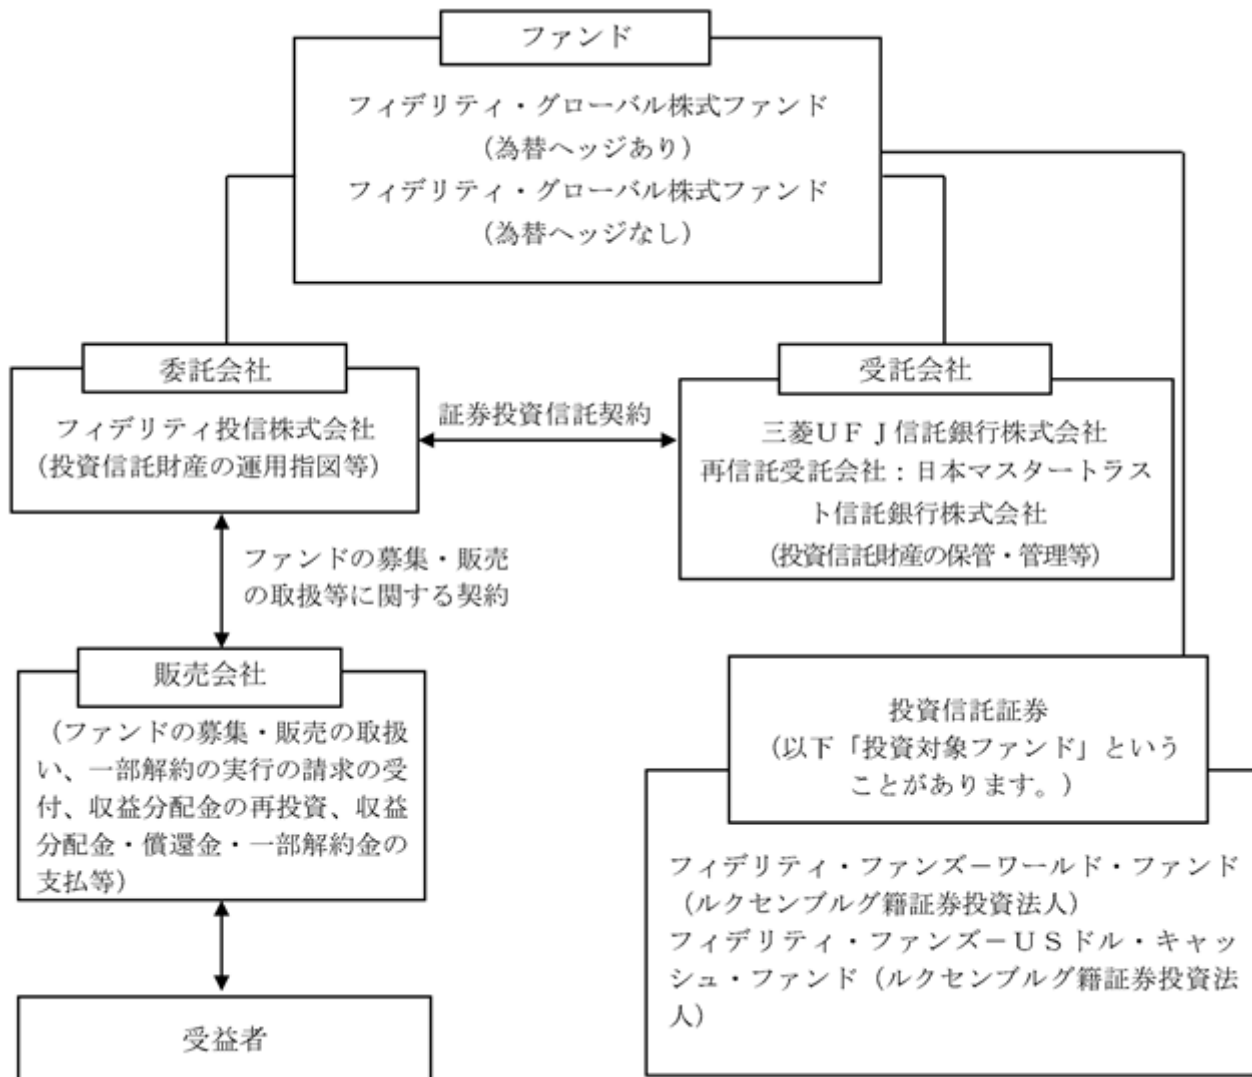 ファンド
フィデリティ・グローバル株式ファンド
（為替ヘッジあり）
フィデリティ・グローバル株式ファンド
（為替ヘッジなし）
委託会社
フィデリティ投信株式会社
（投資信託財産の運用指図等）
証券投資信託契約
受託会社
三菱ＵＦＪ信託銀行株式会社
再信託受託会社：日本マスタートラス
ト信託銀行株式会社
（投資信託財産の保管・管理等）
ファンドの募集・販売
の取扱等に関する契約
販売会社
（ファンドの募集・販売の取扱
い、一部解約の実行の請求の受
付、収益分配金の再投資、収益
分配金・償還金・一部解約金の
支払等）
受益者
投資信託証券
（以下「投資対象ファンド」という
ことがあります。）
フィデリティ・ファンズ－ワールド・ファンド
（ルクセンブルグ籍証券投資法人）
フィデリティ・ファンズ－ＵＳドル・キャッ
シュ・ファンド（ルクセンブルグ籍証券投資法
人）